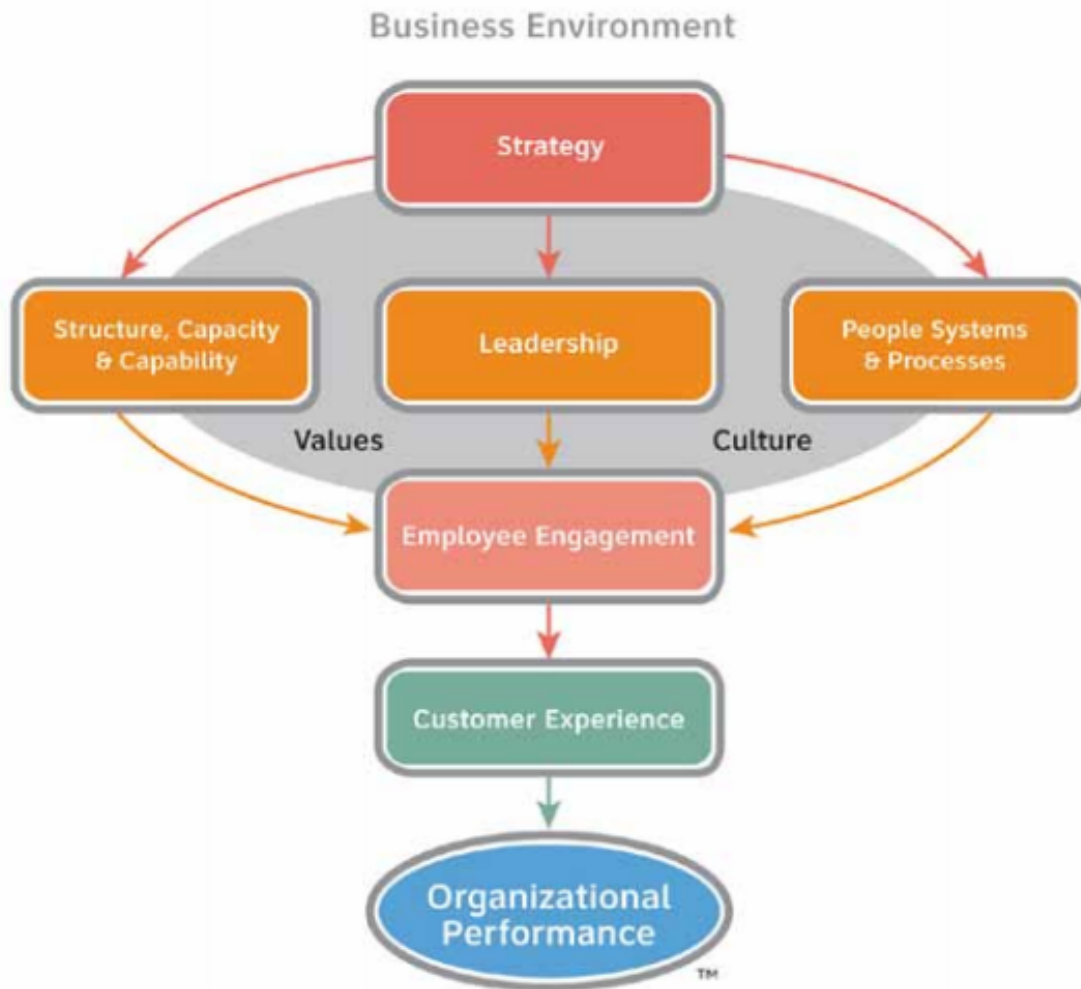 Business Environment
Strategy
Structure, Capacity
& Capability
Leadership
People Systems
& Processes
Values
Culture
Employee Engagement
Customer Experience
Organizational
Performance
TM